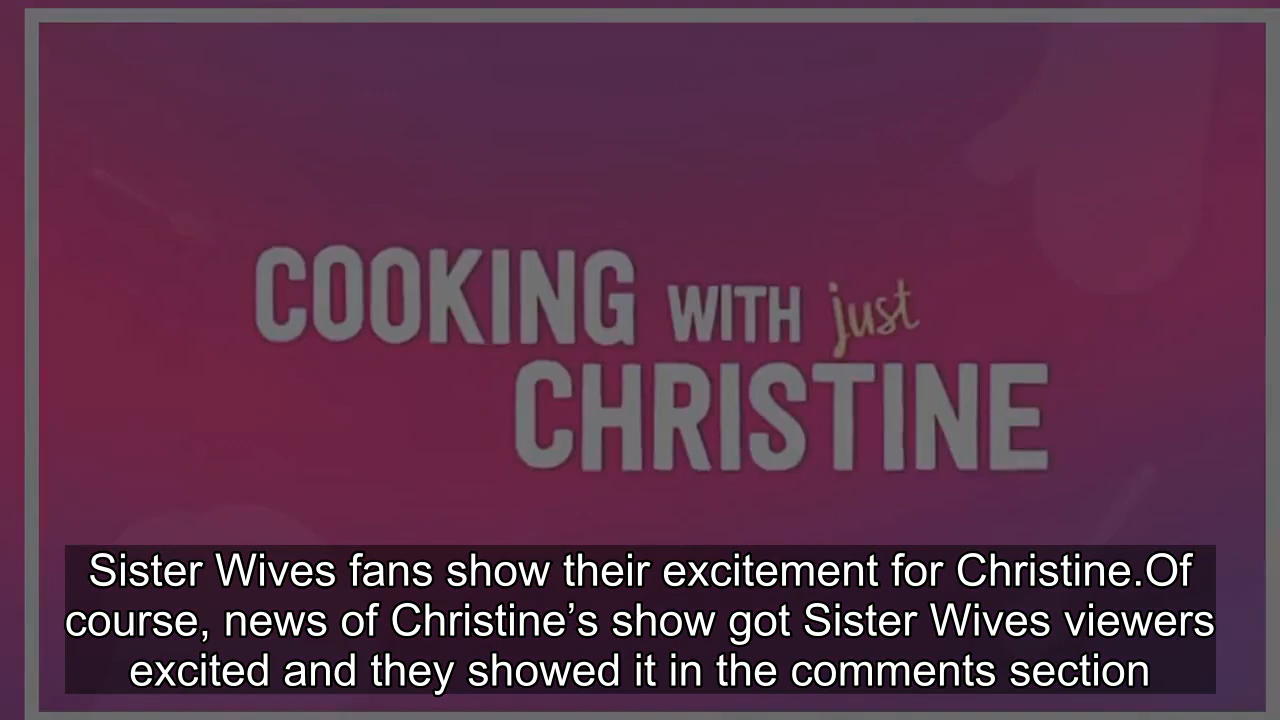 COOKING WITH just
CHRISTINE
Sister Wives fans show their excitement for Christine.Of
course, news of Christine’s show got Sister Wives viewers
excited and they showed it in the comments section